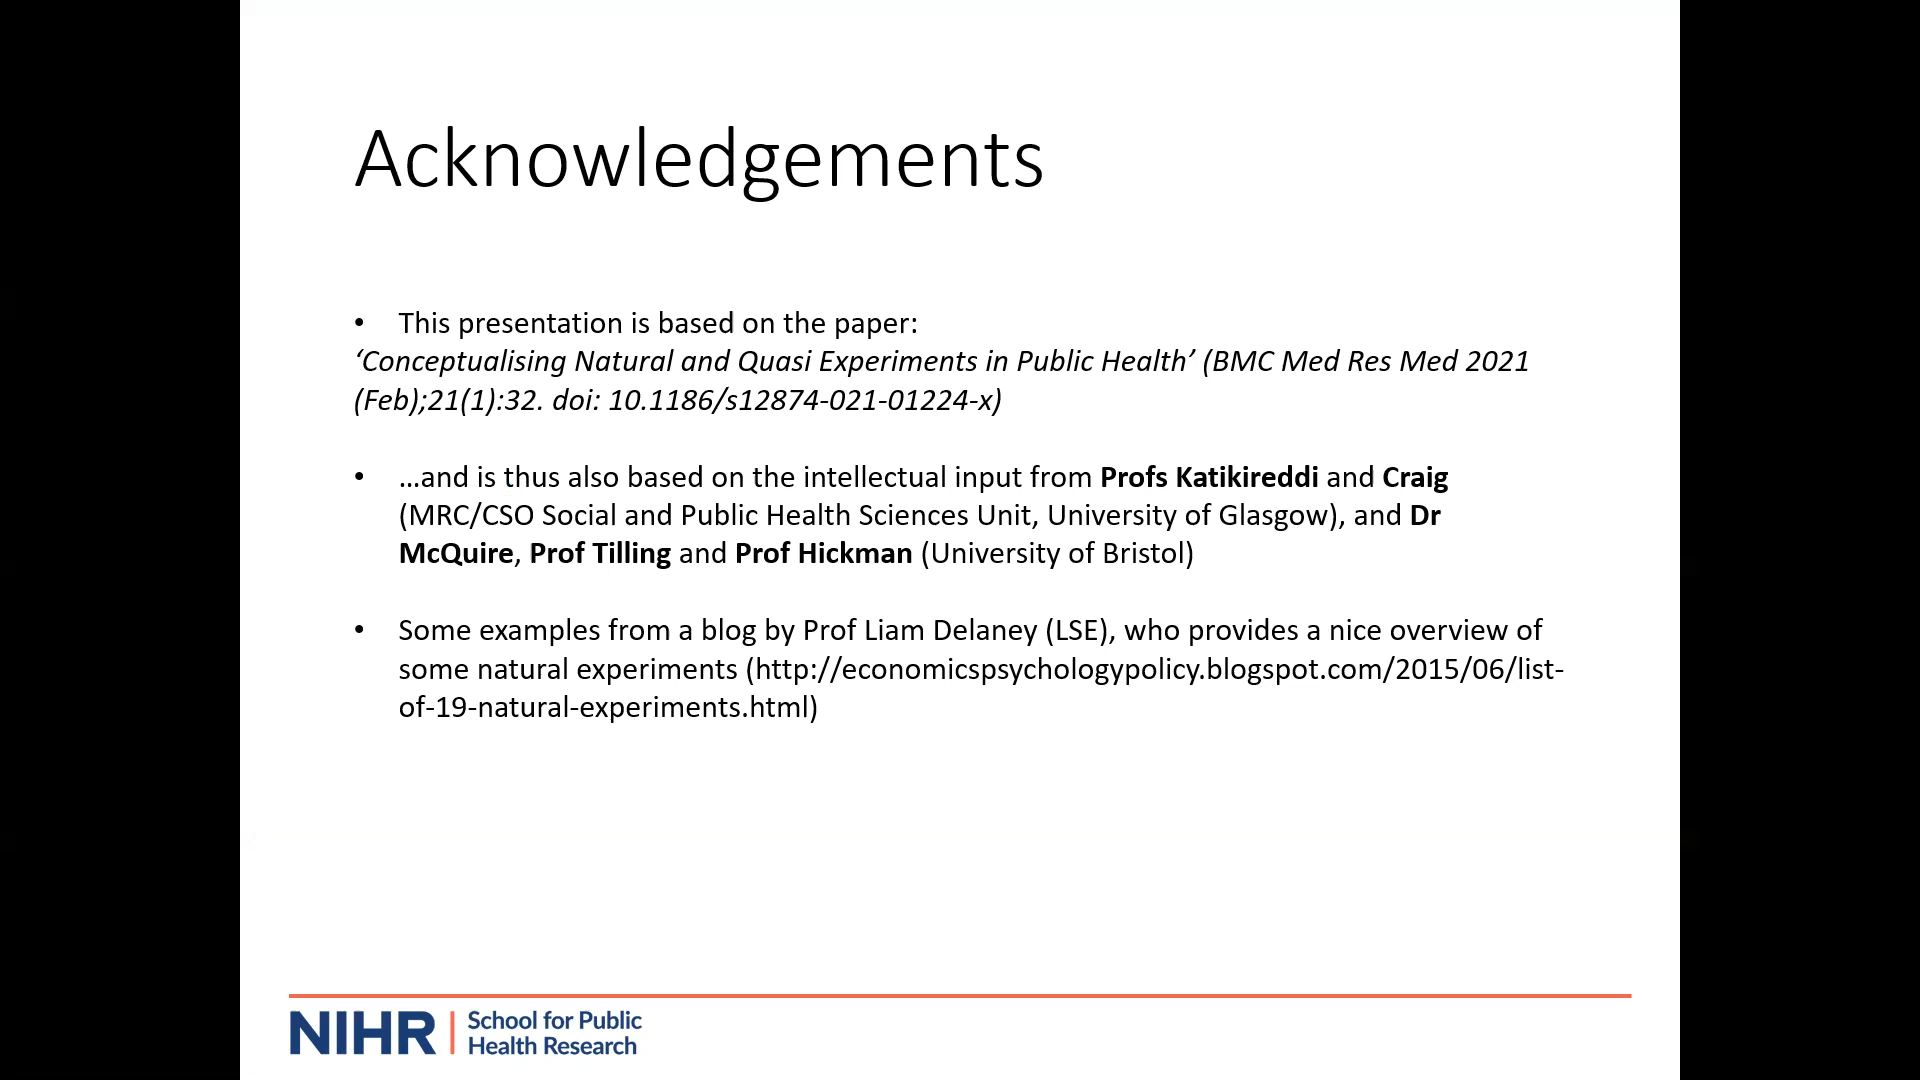 Acknowledgements
• This presentation is based on the paper:
‘Conceptualising Natural and Quasi Experiments in Public Health’ (BMC Med Res Med 2021
(Feb);21(1):32. doi: 10.1186/s12874-021-01224-x)
• …and is thus also based on the intellectual input from Profs Katikireddi and Craig
(MRC/CSO Social and Public Health Sciences Unit, University of Glasgow), and Dr
McQuire, Prof Tilling and Prof Hickman (University of Bristol)
• Some examples from a blog by Prof Liam Delaney (LSE), who provides a nice overview of
some natural experiments (http://economicspsychologypolicy.blogspot.com/2015/06/list-
of-19-natural-experiments.html)
NIHR | School for Public
Health Research